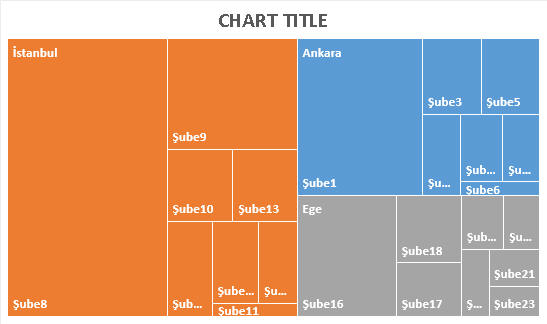 CHART TITLE
İstanbul
Şube8
Şube9
Şube10
Şube13
Şub...
Şube...
Şu...
Şube11
Ankara
Şube1
Şube3
Şube5
Şu...
Şub...
Şu...
Şube6
Ege
Şube16
Şube18
Şube17
Şub...
Şu...
Ş...
Şube21
Şube23